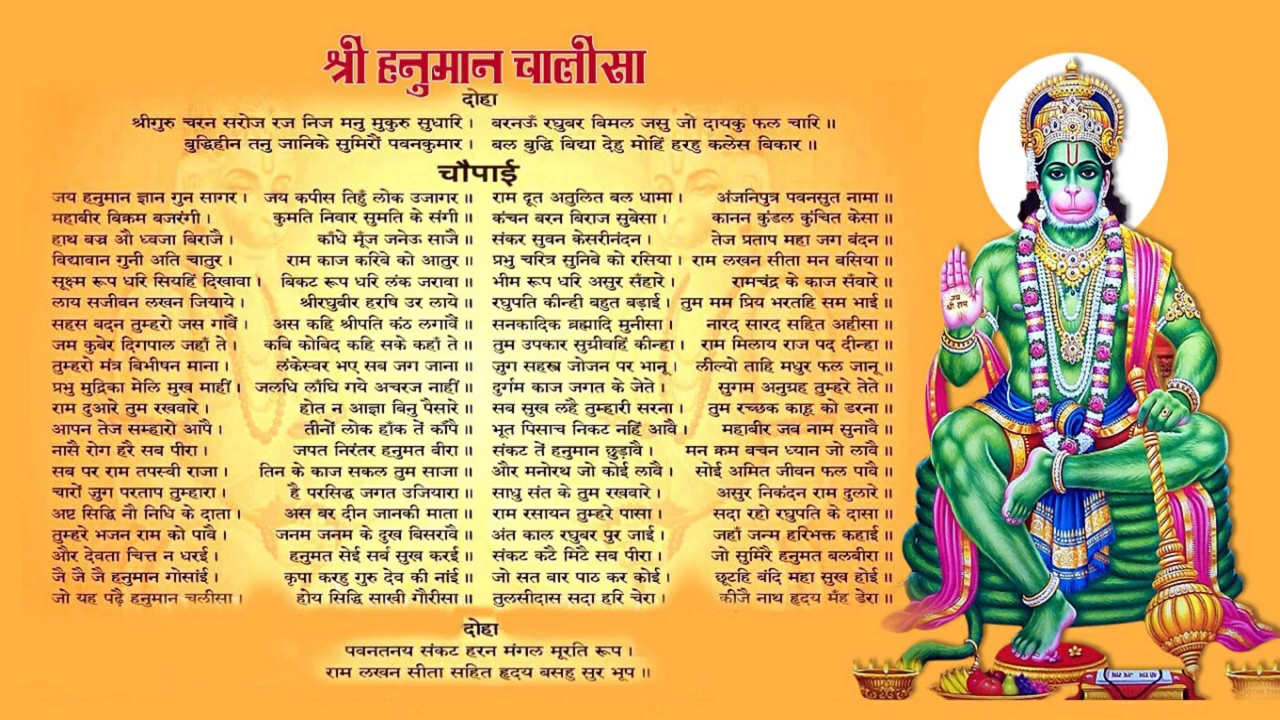 श्री हनुमान चालीसा
दोहा
श्रीगुरु चरन सरोज रज निज मनु मुकुरु सुधारि। बरनऊँ रघुबर बिमल जसु जो दायकु फल चारि॥
बुद्धिहीन तनु जानिके सुमिरौं पवनकुमार। बल बुद्धि बिद्या देहु मोहिं हरहु कलेस बिकार॥
चौपाई
जय हनुमान ज्ञान गुन सागर। जय कपीस तिहुँ लोक उजागर॥ राम दूत अतुलित बल धामा। अंजनिपुत्र पवनसुत नामा॥
महाबीर बिक्रम बजरंगी। कुमति निवार सुमति के संगी॥ कंचन बरन बिराज सुबेसा। कानन कुंडल कुंचित केसा॥
हाथ बज्र औ ध्वजा बिराजै। काँधे मूँज जनेऊ साजै॥ संकर सुवन केसरीनंदन। तेज प्रताप महा जग बंदन॥
विद्यावान गुनी अति चातुर। राम काज करिबे को आतुर॥ प्रभु चरित्र सुनिबे को रसिया। राम लखन सीता मन बसिया॥
सूक्ष्म रूप धरि सियहिं दिखावा। बिकट रूप धरि लंक जरावा॥ भीम रूप धरि असुर सँहारे। रामचंद्र के काज सँवारे॥
लाय सजीवन लखन जियाये। श्रीरघुवीर हरषि उर लाये॥ रघुपति कीन्ही बहुत बड़ाई। तुम मम प्रिय भरतहि सम भाई॥
सहस बदन तुम्हरो जस गावैं। अस कहि श्रीपति कंठ लगावैं॥ सनकादिक ब्रह्मादि मुनीसा। नारद सारद सहित अहीसा॥
जम कुबेर दिगपाल जहाँ ते। कबि कोबिद कहि सके कहाँ ते॥ तुम उपकार सुग्रीवहिं कीन्हा। राम मिलाय राज पद दीन्हा॥
तुम्हरो मंत्र बिभीषन माना। लंकेस्वर भए सब जग जाना॥ जुग सहस्त्र जोजन पर भानू। लील्यो ताहि मधुर फल जानू॥
प्रभु मुद्रिका मेलि मुख माहीं। जलधि लाँघि गये अचरज नाहीं॥ दुर्गम काज जगत के जेते। सुगम अनुग्रह तुम्हरे तेते॥
राम दुआरे तुम रखवारे। होत न आज्ञा बिनु पैसारे॥ सब सुख लहै तुम्हारी सरना। तुम रच्छक काहू को डरना॥
आपन तेज सम्हारो आपै। तीनों लोक हाँक तें काँपै॥ भूत पिसाच निकट नहिं आवै। महाबीर जब नाम सुनावै॥
नासै रोग हरै सब पीरा। जपत निरंतर हनुमत बीरा॥ संकट तें हनुमान छुड़ावै। मन क्रम बचन ध्यान जो लावै॥
सब पर राम तपस्वी राजा। तिन के काज सकल तुम साजा॥ और मनोरथ जो कोई लावै। सोई अमित जीवन फल पावै॥
चारों जुग परताप तुम्हारा। है परसिद्ध जगत उजियारा॥ साधु संत के तुम रखवारे। असुर निकंदन राम दुलारे॥
अष्ट सिद्धि नौ निधि के दाता। अस बर दीन जानकी माता॥ राम रसायन तुम्हरे पासा। सदा रहो रघुपति के दासा॥
तुम्हरे भजन राम को पावै। जनम जनम के दुख बिसरावै॥ अंत काल रघुबर पुर जाई। जहाँ जन्म हरिभक्त कहाई॥
और देवता चित्त न धरई। हनुमत सेई सर्व सुख करई॥ संकट कटै मिटै सब पीरा। जो सुमिरै हनुमत बलबीरा॥
जै जै जै हनुमान गोसांई। कृपा करहु गुरु देव की नांई॥ जो सत बार पाठ कर कोई। छूटहि बंदि महा सुख होई॥
जो यह पढ़ै हनुमान चलीसा। होय सिद्धि साखी गौरीसा॥ तुलसीदास सदा हरि चेरा। कीजै नाथ हृदय मँह डेरा॥
दोहा
पवनतनय संकट हरन मंगल मूरति रूप।
राम लखन सीता सहित हृदय बसहु सुर भूप॥
जय
श्री राम